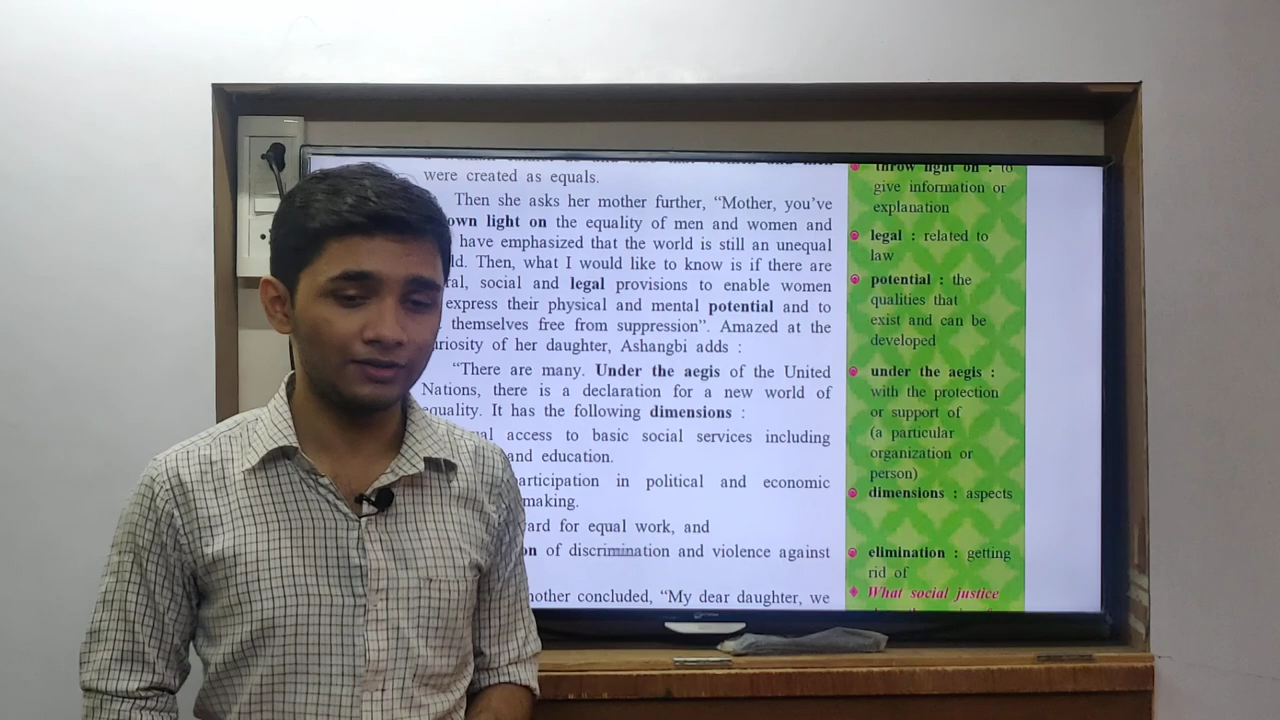 were created as equals.
Then she asks her mother further, “Mother, you’ve
own light on the equality of men and women and
have emphasized that the world is still an unequal
ld. Then, what I would like to know is if there are
ral, social and legal provisions to enable women
express their physical and mental potential and to
themselves free from suppression”. Amazed at the
uriosity of her daughter, Ashangbi adds :
“There are many. Under the aegis of the United
Nations, there is a declaration for a new world of
equality. It has the following dimensions :
ual access to basic social services including
and education.
articipation in political and economic
making.
ard for equal work, and
on of discrimination and violence against
other concluded, “My dear daughter, we
throw light on : to
give information or
explanation
legal : related to
law
potential : the
qualities that
exist and can be
developed
under the aegis :
with the protection
or support of
(a particular
organization or
person)
dimensions : aspects
elimination : getting
rid of
What social justice